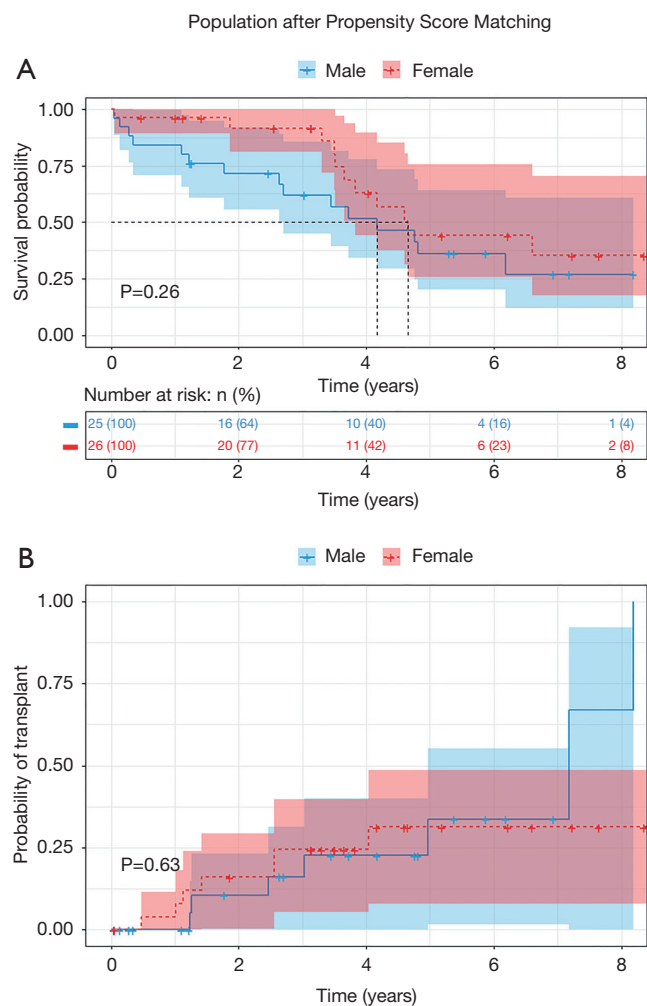 Population after Propensity Score Matching
A
Male Female
Survival probability
1.00
0.75
0.50
0.25
0.00
P=0.26
0 2 4 6 8
Time (years)
Number at risk: n (%)
25 (100) 16 (64) 10 (40) 4 (16) 1 (4)
26 (100) 20 (77) 11 (42) 6 (23) 2 (8)
0 2 4 6 8
Time (years)
B
Male Female
Probability of transplant
1.00
0.75
0.50
0.25
0.00
P=0.63
0 2 4 6 8
Time (years)